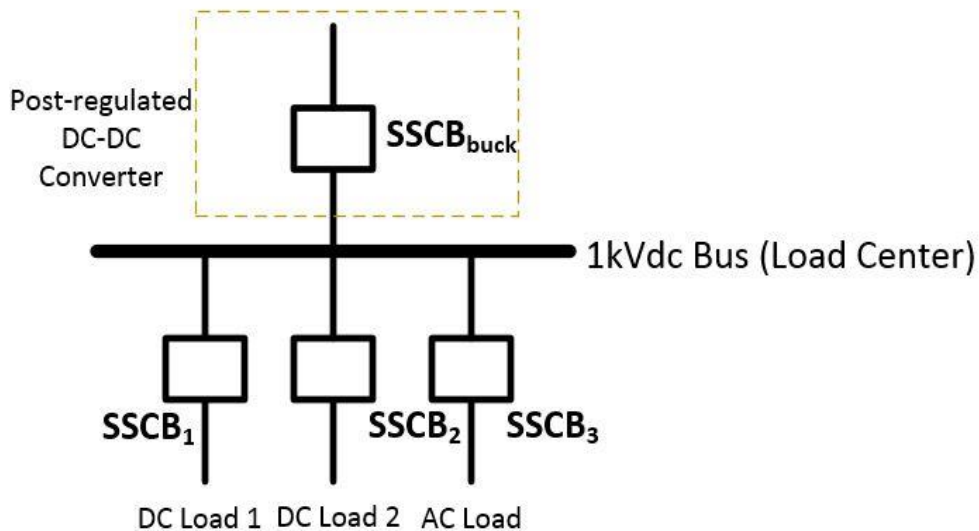 Post-regulated
DC-DC
Converter
SSCB_buck
1kVdc Bus (Load Center)
SSCB₁
SSCB₂
SSCB₃
DC Load 1
DC Load 2
AC Load